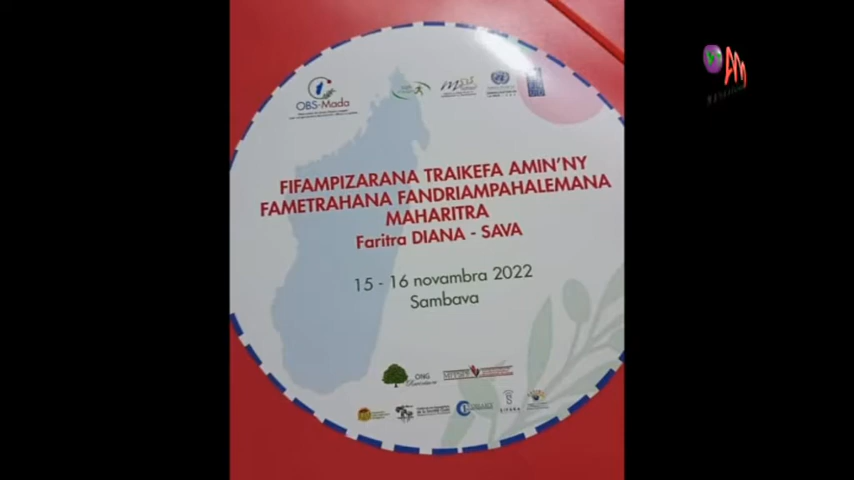 OBS-Mada
FIFAMPIZARANA TRAIKEFA AMIN'NY
FAMETRAHANA FANDRIAMPAHALEMANA
MAHARITRA
Faritra DIANA - SAVA
15 - 16 novambra 2022
Sambava
ONG